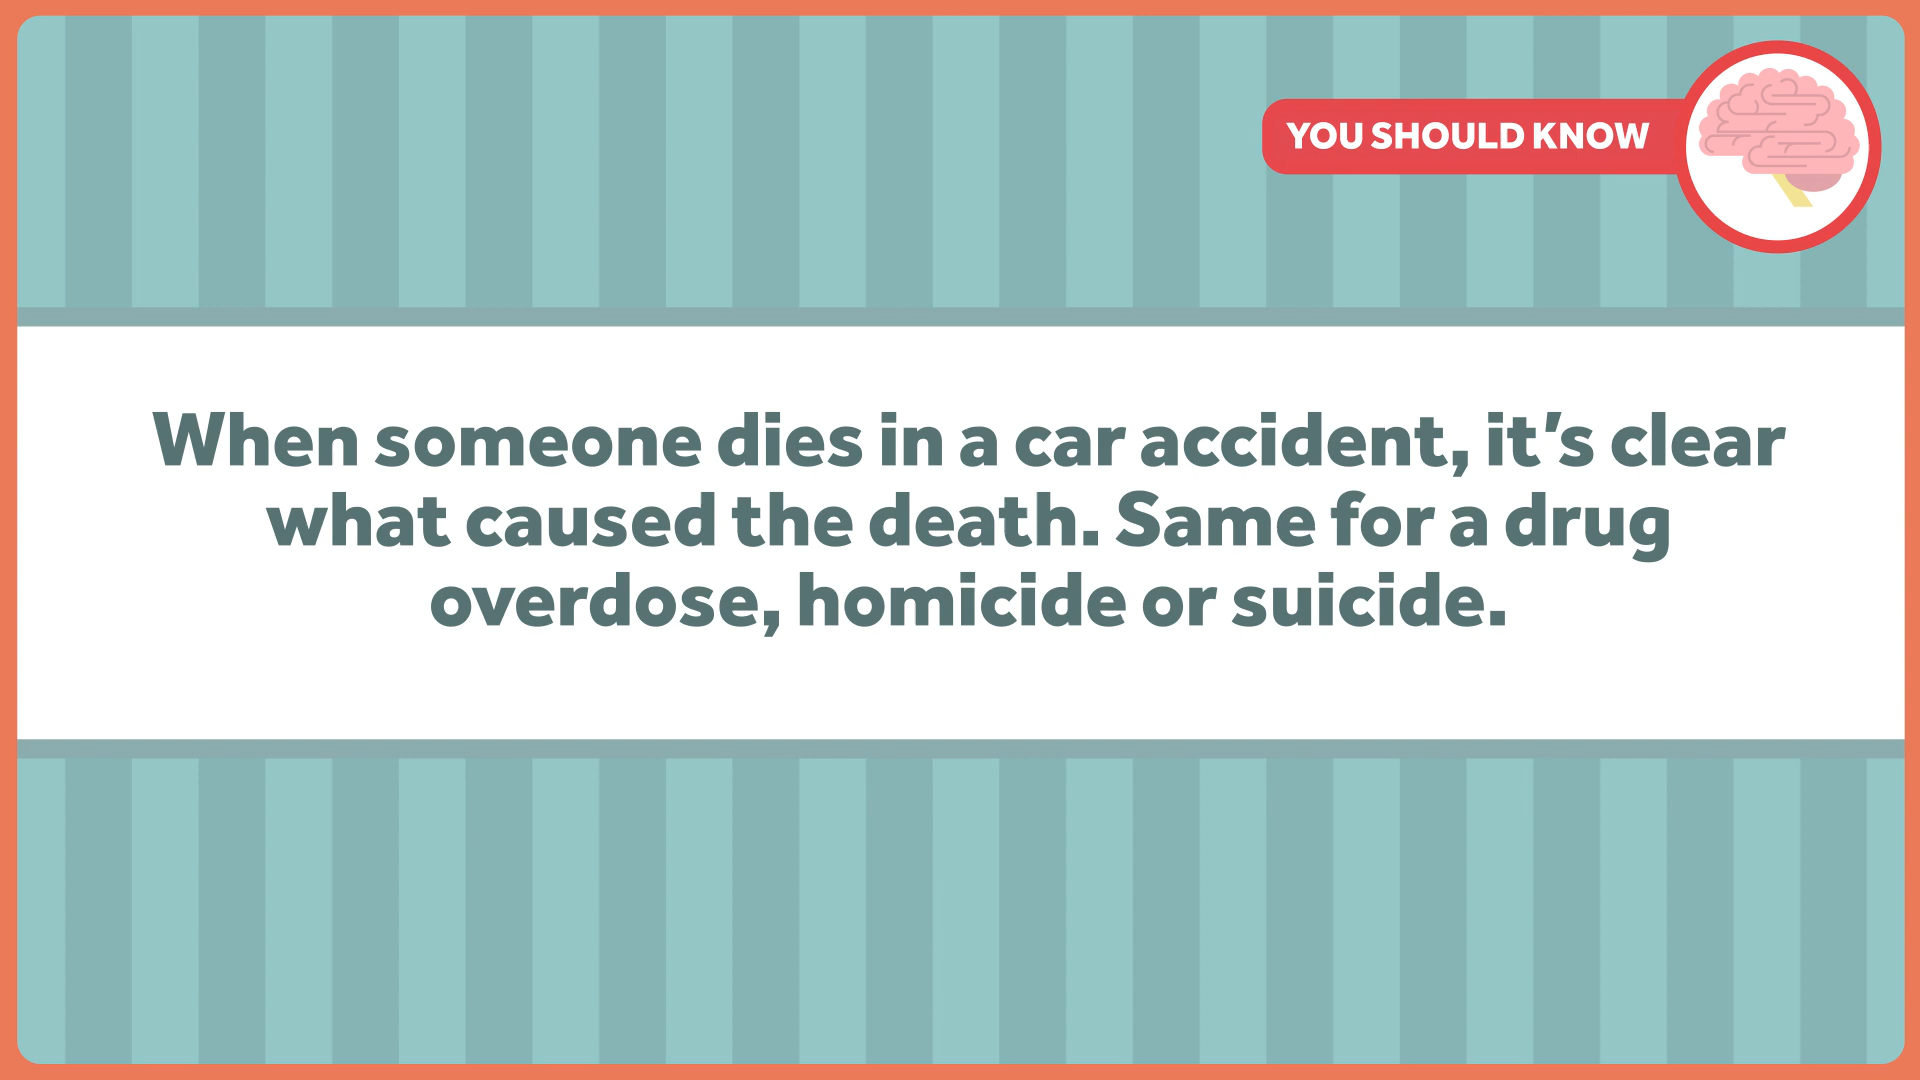 YOU SHOULD KNOW
When someone dies in a car accident, it’s clear
what caused the death. Same for a drug
overdose, homicide or suicide.